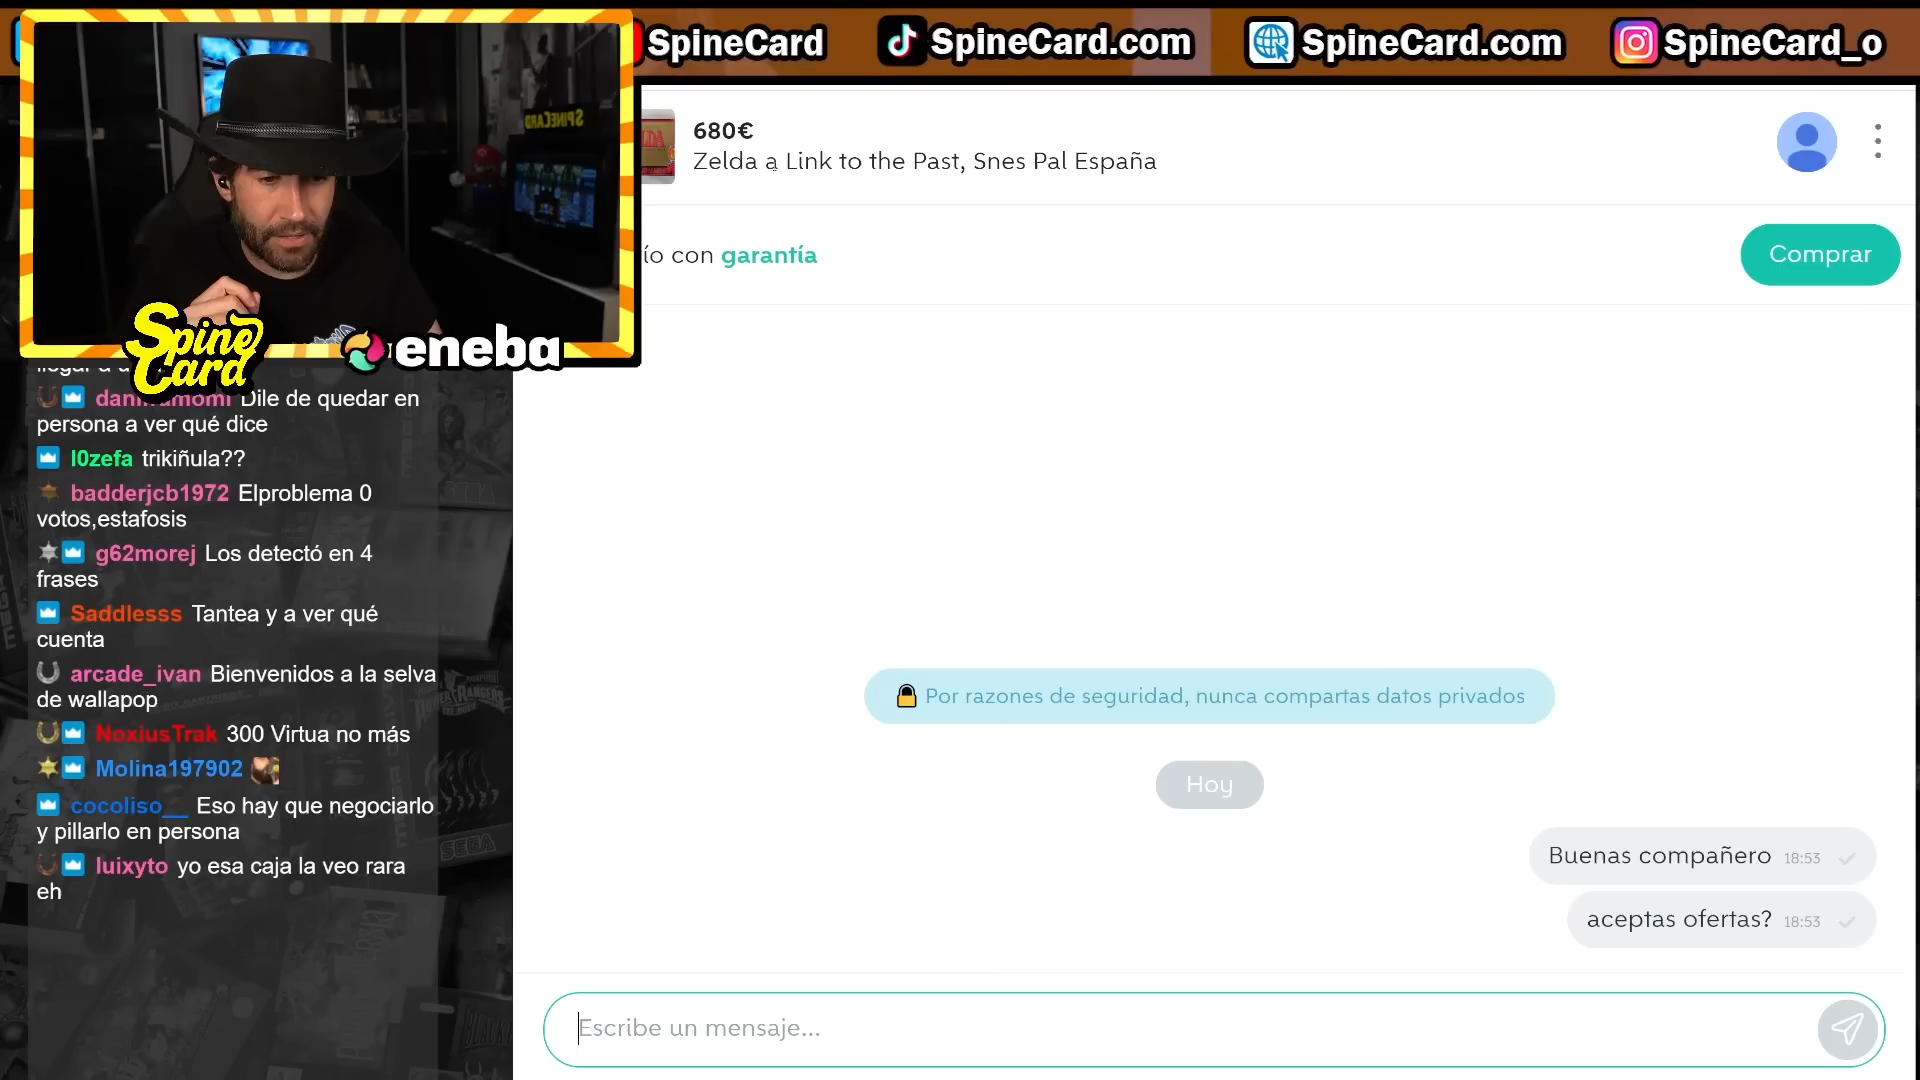 SpineCard
SpineCard.com
SpineCard.com
SpineCard_o
SPINECARD
680€
Zelda a Link to the Past, Snes Pal España
ío con garantía
Comprar
Spine
Card
eneba
Dile de quedar en
persona a ver qué dice
l0zefa trikiñula??
badderjcb1972 Elproblema 0
votos,estafosis
g62morej Los detectó en 4
frases
Saddlesss Tantea y a ver qué
cuenta
arcade_ivan Bienvenidos a la selva
de wallapop
NoxiusTrak 300 Virtua no más
Molina197902
cocoliso__ Eso hay que negociarlo
y pillarlo en persona
luixyto yo esa caja la veo rara
eh
Por razones de seguridad, nunca compartas datos privados
Hoy
Buenas compañero 18:53
aceptas ofertas? 18:53
Escribe un mensaje...